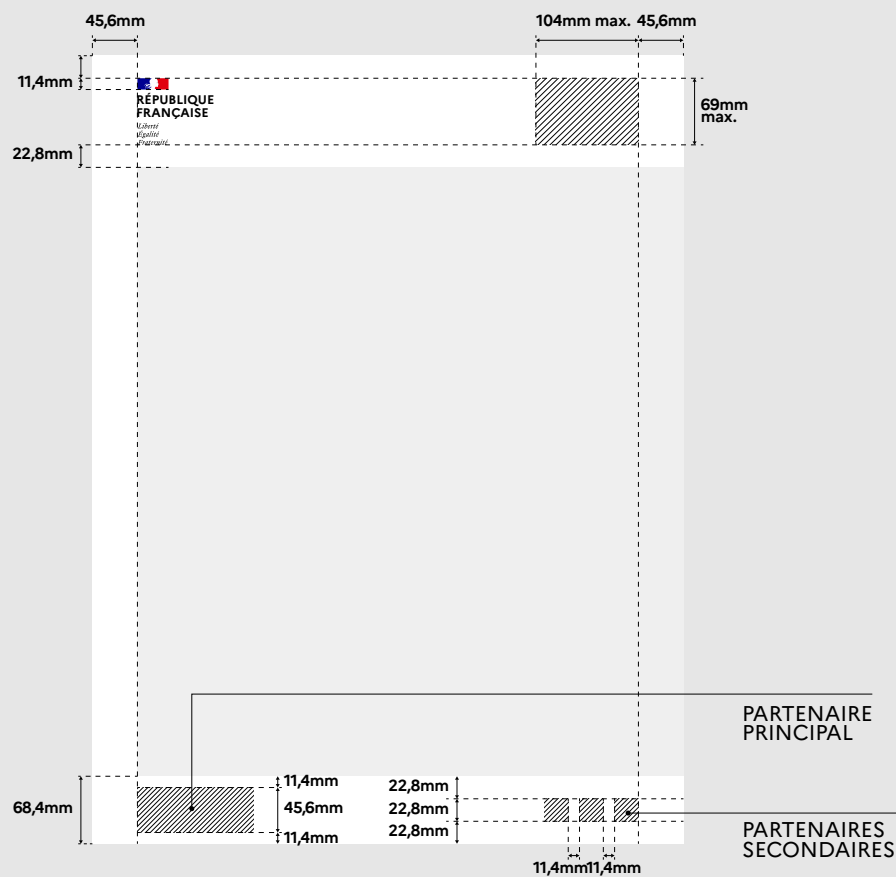 45,6mm
104mm max.
45,6mm
11,4mm
RÉPUBLIQUE
FRANÇAISE
Liberté
Égalité
Fraternité
69mm
max.
22,8mm
PARTENAIRE
PRINCIPAL
11,4mm
22,8mm
68,4mm
45,6mm
22,8mm
11,4mm
22,8mm
PARTENAIRES
SECONDAIRES
11,4mm
11,4mm